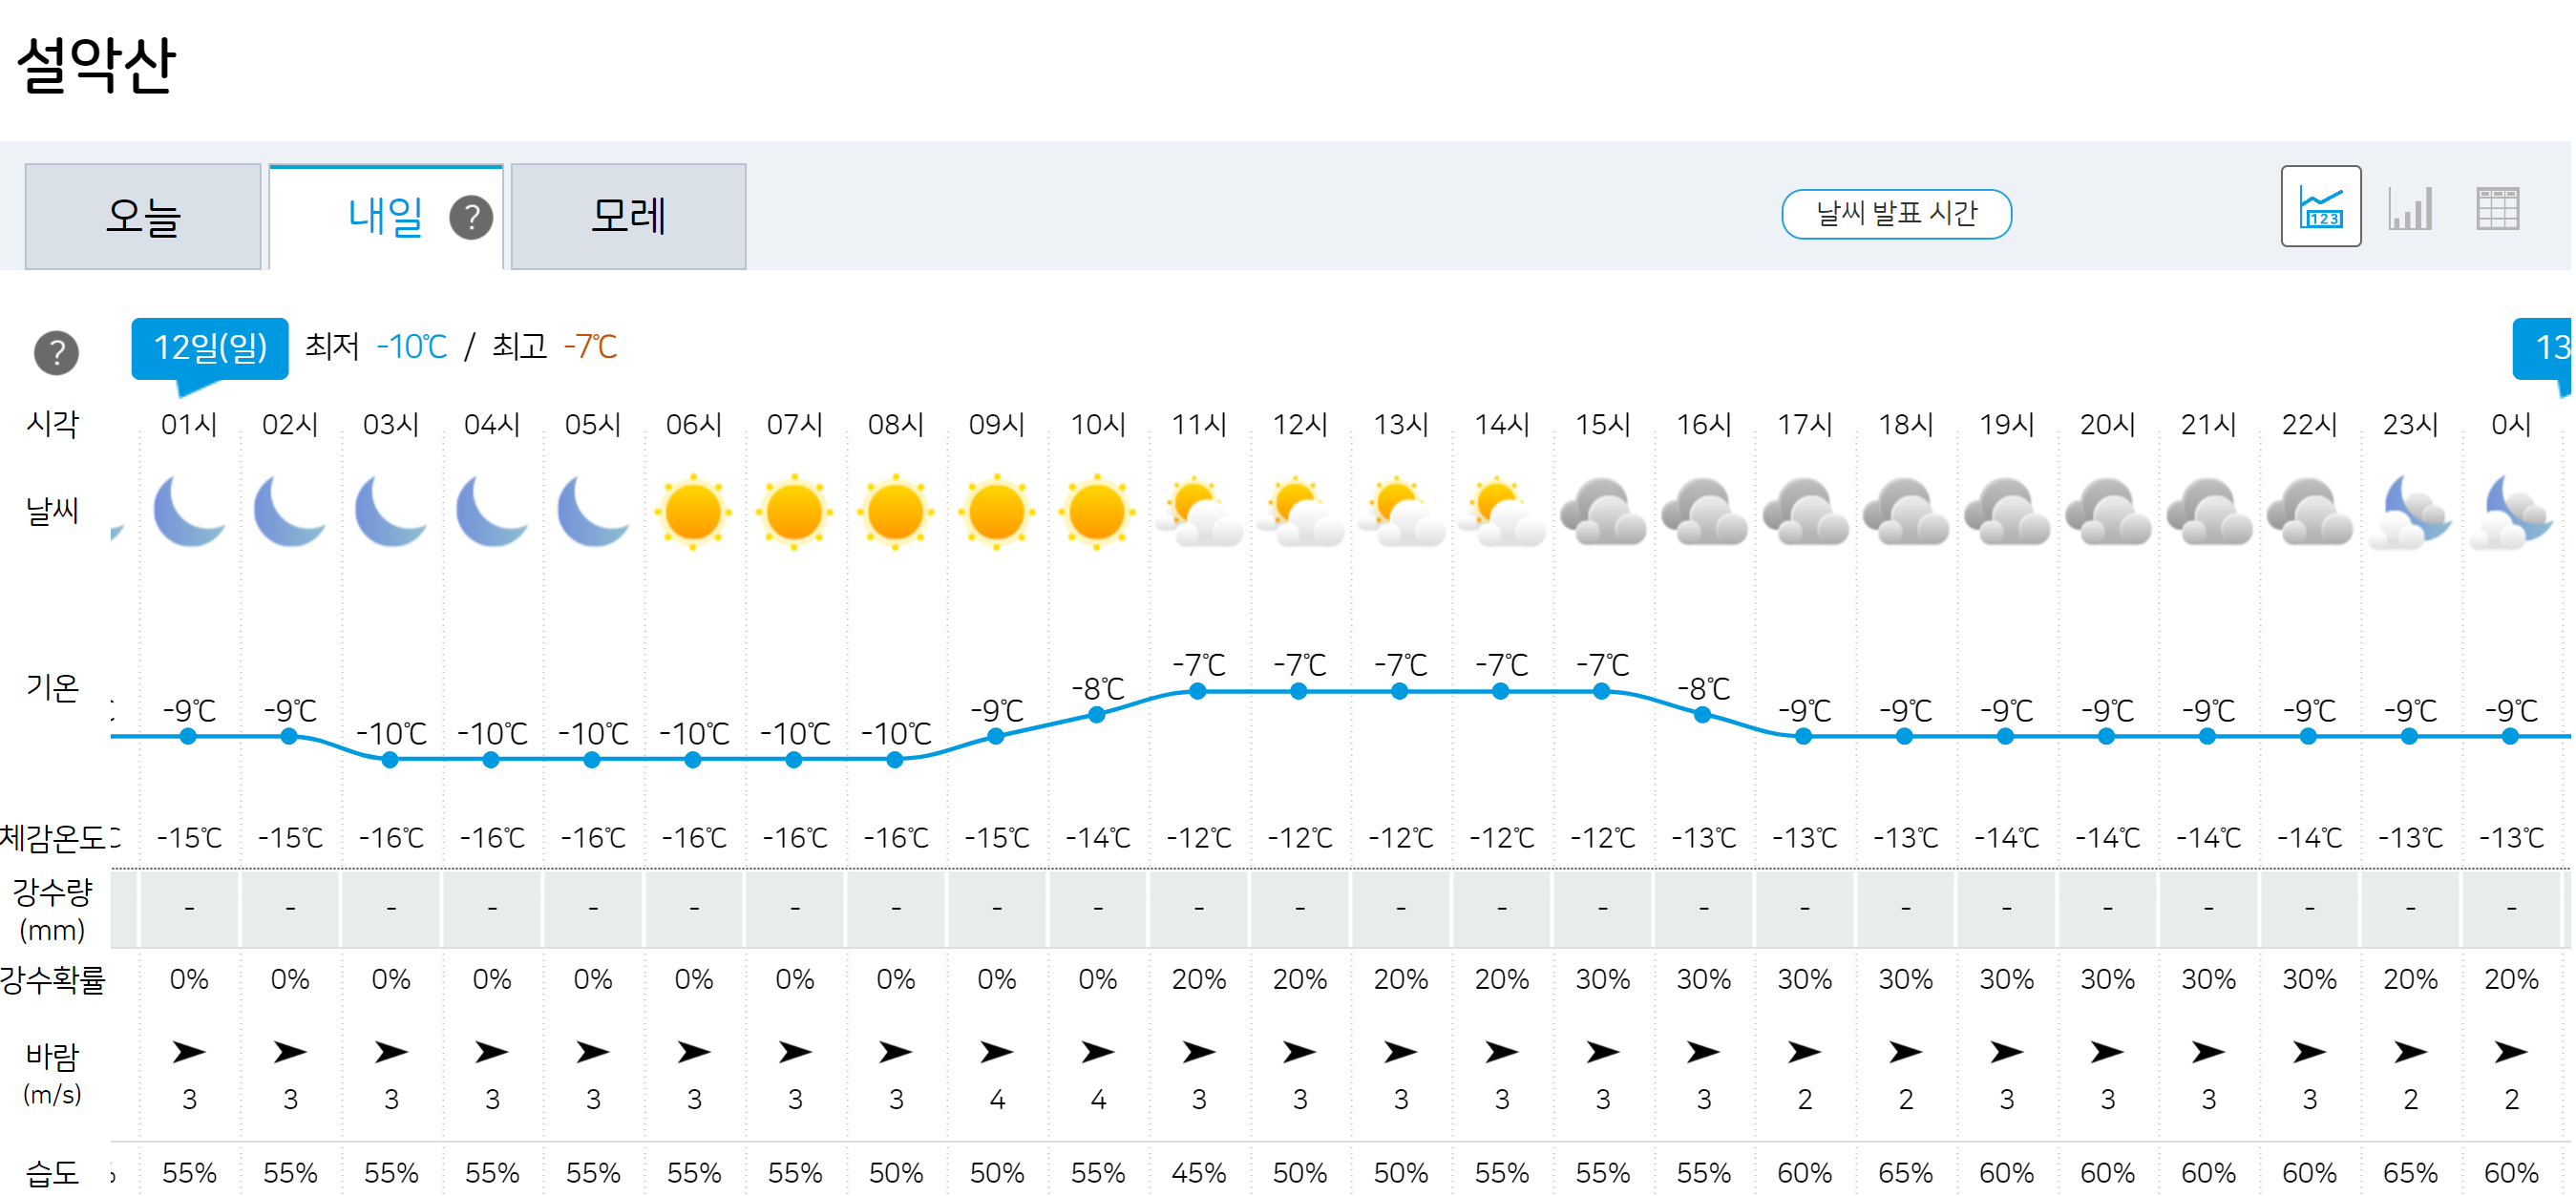 설악산
오늘 내일 ? 모레 날씨 발표 시간 123
? 12일(일) 최저 -10℃ / 최고 -7℃ 13
시각 01시 02시 03시 04시 05시 06시 07시 08시 09시 10시 11시 12시 13시 14시 15시 16시 17시 18시 19시 20시 21시 22시 23시 0시
날씨
기온 -9℃ -9℃ -10℃ -10℃ -10℃ -10℃ -10℃ -10℃ -9℃ -8℃ -7℃ -7℃ -7℃ -7℃ -7℃ -8℃ -9℃ -9℃ -9℃ -9℃ -9℃ -9℃ -9℃ -9℃
체감온도 -15℃ -15℃ -16℃ -16℃ -16℃ -16℃ -16℃ -16℃ -15℃ -14℃ -12℃ -12℃ -12℃ -12℃ -12℃ -13℃ -13℃ -13℃ -14℃ -14℃ -14℃ -14℃ -13℃ -13℃
강수량 - - - - - - - - - - - - - - - - - - - - - - - -
(mm)
강수확률 0% 0% 0% 0% 0% 0% 0% 0% 0% 0% 20% 20% 20% 20% 30% 30% 30% 30% 30% 30% 30% 30% 20% 20%
바람
(m/s) 3 3 3 3 3 3 3 3 4 4 3 3 3 3 3 3 2 2 3 3 3 3 2 2
습도 55% 55% 55% 55% 55% 55% 55% 50% 50% 55% 45% 50% 50% 55% 55% 55% 60% 65% 60% 60% 60% 60% 65% 60%